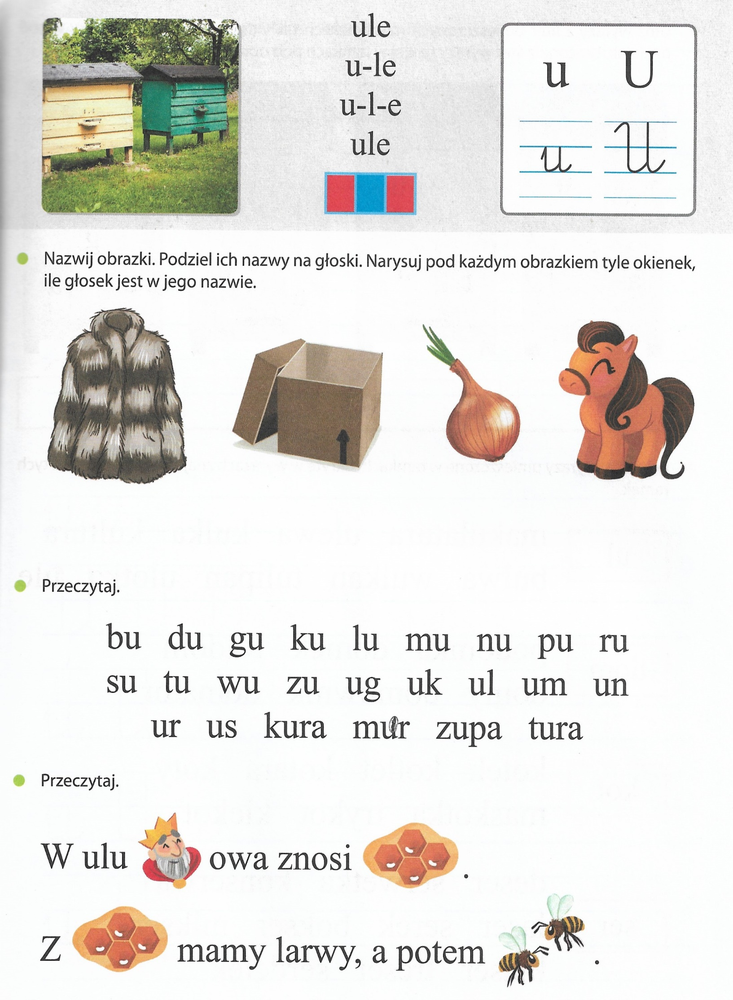 ule
u-le
u-l-e
ule
u U
u U
Nazwij obrazki. Podziel ich nazwy na głoski. Narysuj pod każdym obrazkiem tyle okienek,
ile głosek jest w jego nazwie.
Przeczytaj.
bu du gu ku lu mu nu pu ru
su tu wu zu ug uk ul um un
ur us kura mur zupa tura
Przeczytaj.
W ulu owa znosi .
Z mamy larwy, a potem .